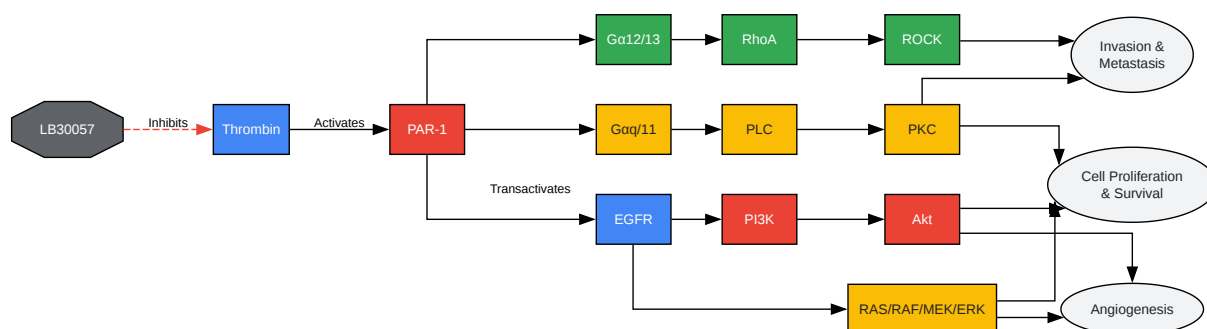 Gα12/13
RhoA
ROCK
Invasion &
Metastasis
LB30057
Inhibits
Thrombin
Activates
PAR-1
Gαq/11
PLC
PKC
Cell Proliferation
& Survival
Transactivates
EGFR
PI3K
Akt
RAS/RAF/MEK/ERK
Angiogenesis